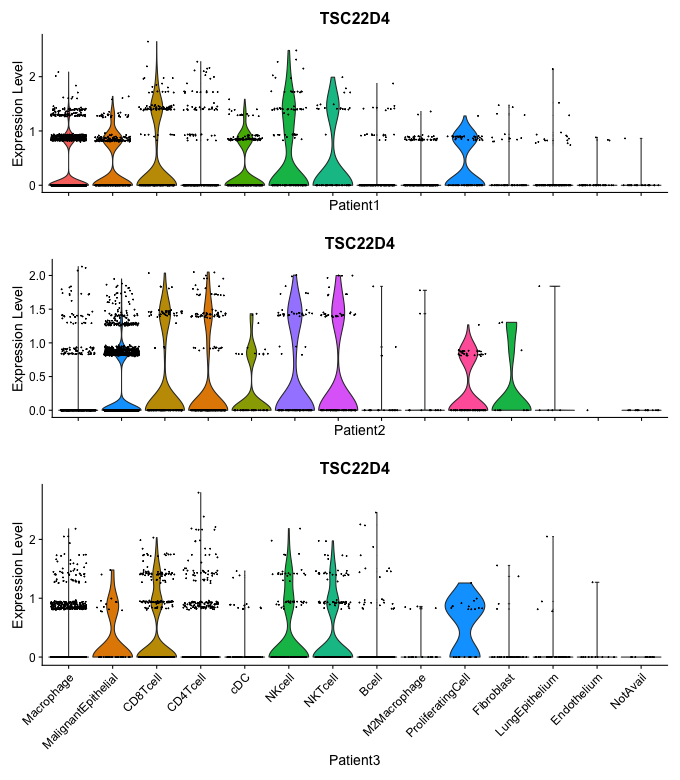 TSC22D4
Expression Level
2
1
0
Patient1
TSC22D4
Expression Level
2.0
1.5
1.0
0.5
0.0
Patient2
TSC22D4
Expression Level
2
1
0
Macrophage
MalignantEpithelial
CD8Tcell
CD4Tcell
cDC
NKcell
NKTcell
Bcell
M2Macrophage
ProliferatingCell
Fibroblast
LungEpithelium
Endothelium
NotAvail
Patient3